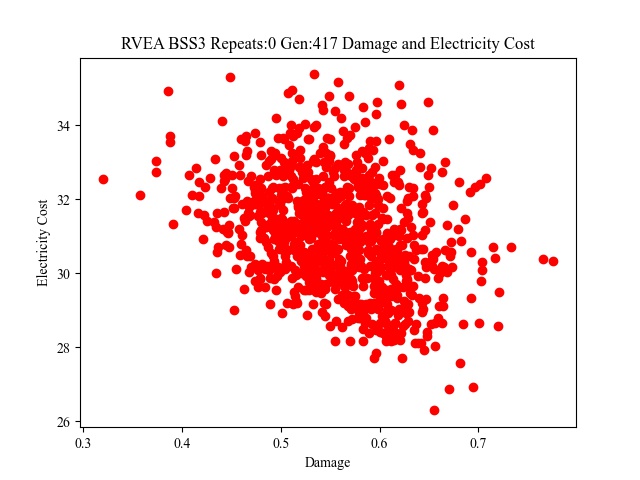 RVEA BSS3 Repeats:0 Gen:417 Damage and Electricity Cost
34
32
30
28
26
Electricity Cost
0.3 0.4 0.5 0.6 0.7
Damage